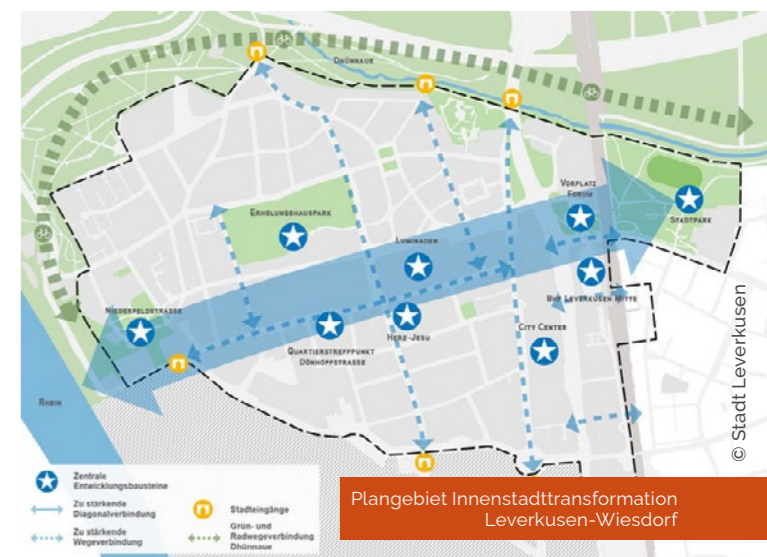 DHÜNNAUE
ERHOLUNGSHAUSPARK
VORPLATZ
FORUM
STADTPARK
LUMINADEN
NIEDERFELDSTRASSE
BHF LEVERKUSEN MITTE
HERZ-JESU
QUARTIERSTREFFPUNKT
DÖNHOFFSTRASSE
CITY CENTER
RHEIN
© Stadt Leverkusen
Zentrale
Entwicklungsbausteine
Zu stärkende
Diagonalverbindung
Zu stärkende
Wegeverbindung
Stadteingänge
Grün- und
Radwegeverbindung
Dhünnaue
Plangebiet Innenstadttransformation
Leverkusen-Wiesdorf